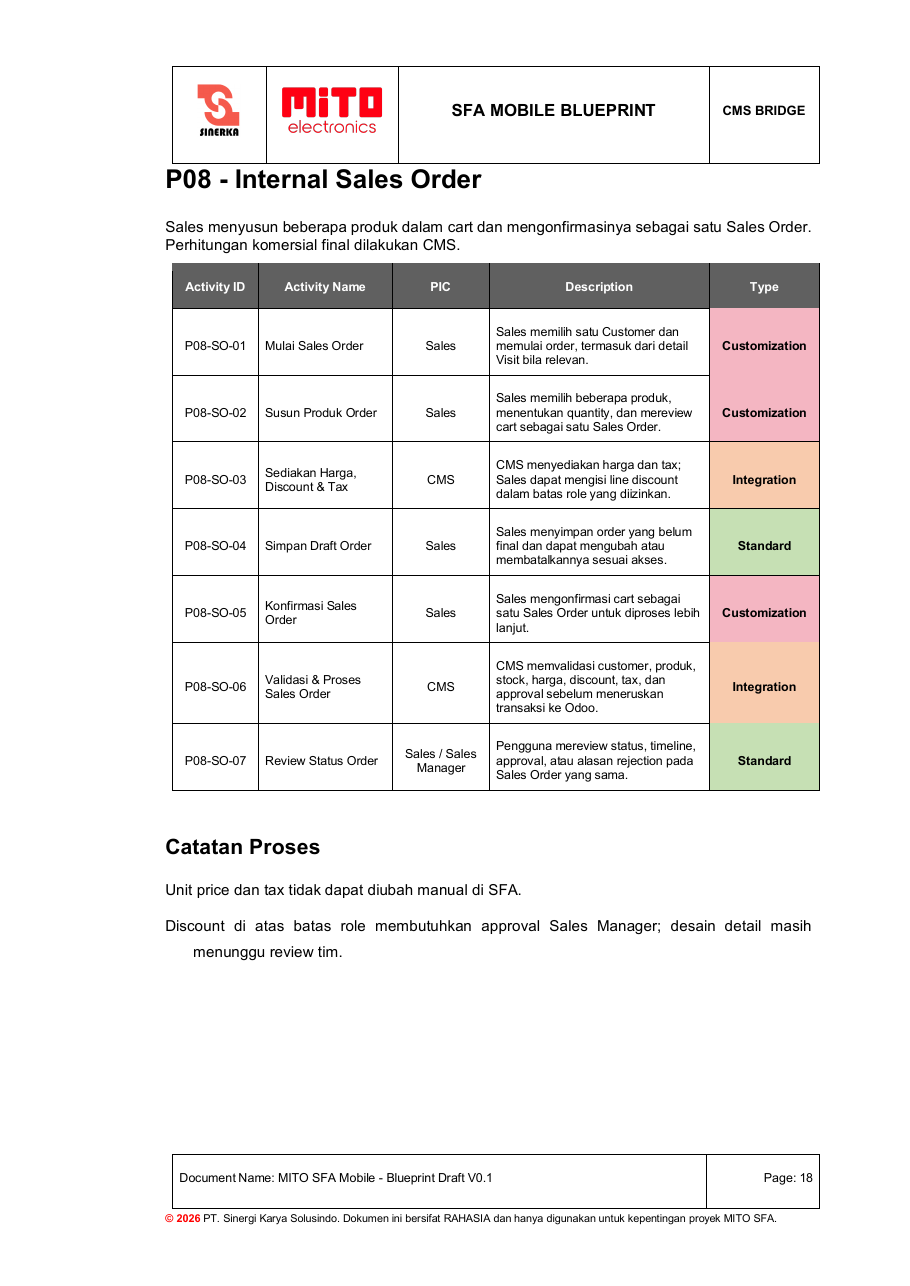 SINERKA
MiTO
electronics
SFA MOBILE BLUEPRINT
CMS BRIDGE
P08 - Internal Sales Order
Sales menyusun beberapa produk dalam cart dan mengonfirmasinya sebagai satu Sales Order.
Perhitungan komersial final dilakukan CMS.
Activity ID
Activity Name
PIC
Description
Type
P08-SO-01
Mulai Sales Order
Sales
Sales memilih satu Customer dan
memulai order, termasuk dari detail
Visit bila relevan.
Customization
P08-SO-02
Susun Produk Order
Sales
Sales memilih beberapa produk,
menentukan quantity, dan mereview
cart sebagai satu Sales Order.
Customization
P08-SO-03
Sediakan Harga,
Discount & Tax
CMS
CMS menyediakan harga dan tax;
Sales dapat mengisi line discount
dalam batas role yang diizinkan.
Integration
P08-SO-04
Simpan Draft Order
Sales
Sales menyimpan order yang belum
final dan dapat mengubah atau
membatalkannya sesuai akses.
Standard
P08-SO-05
Konfirmasi Sales
Order
Sales
Sales mengonfirmasi cart sebagai
satu Sales Order untuk diproses lebih
lanjut.
Customization
P08-SO-06
Validasi & Proses
Sales Order
CMS
CMS memvalidasi customer, produk,
stock, harga, discount, tax, dan
approval sebelum meneruskan
transaksi ke Odoo.
Integration
P08-SO-07
Review Status Order
Sales / Sales
Manager
Pengguna mereview status, timeline,
approval, atau alasan rejection pada
Sales Order yang sama.
Standard
Catatan Proses
Unit price dan tax tidak dapat diubah manual di SFA.
Discount di atas batas role membutuhkan approval Sales Manager; desain detail masih
menunggu review tim.
Document Name: MITO SFA Mobile - Blueprint Draft V0.1
Page: 18
© 2026 PT. Sinergi Karya Solusindo. Dokumen ini bersifat RAHASIA dan hanya digunakan untuk kepentingan proyek MITO SFA.